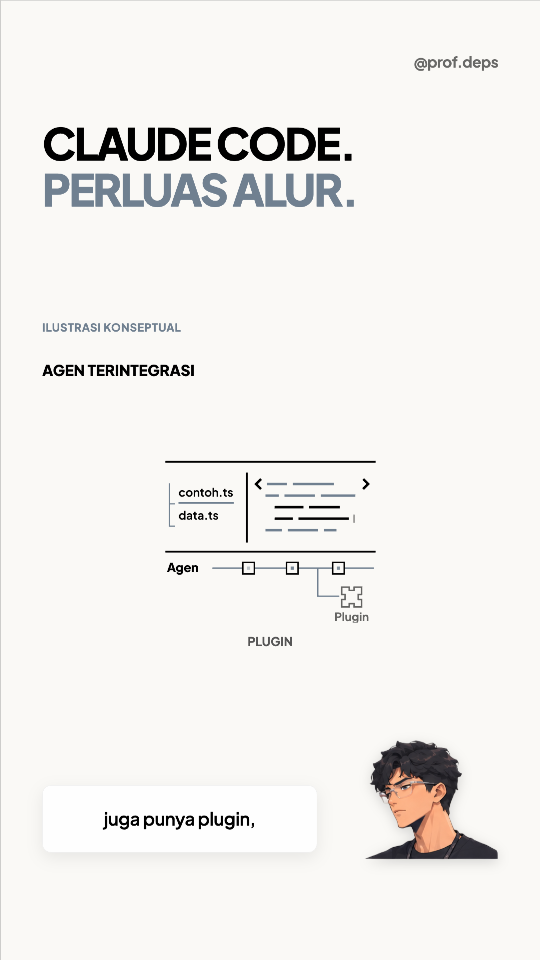 @prof.deps
CLAUDE CODE.
PERLUAS ALUR.
ILUSTRASI KONSEPTUAL
AGEN TERINTEGRASI
contoh.ts
data.ts
Agen
Plugin
PLUGIN
juga punya plugin,